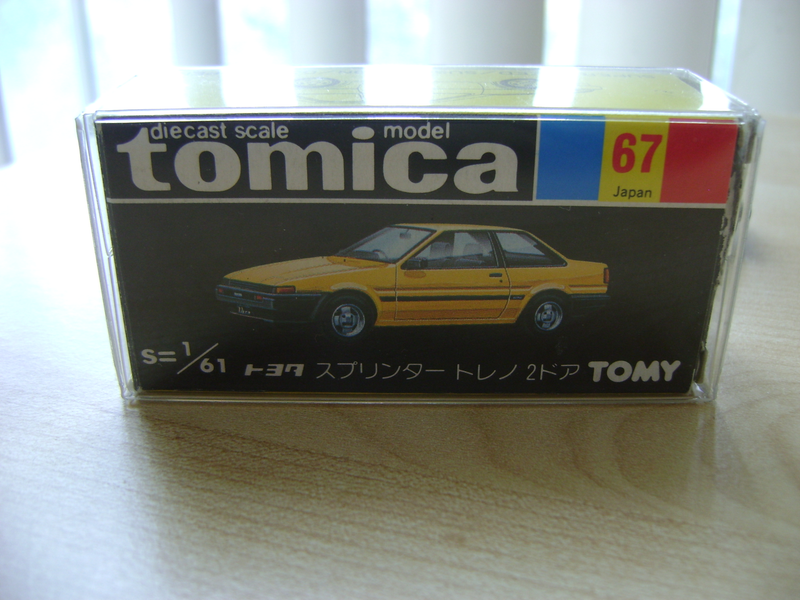 diecast scale model
tomica
67
Japan
S=1/61 トヨタ スプリンター トレノ 2ドア TOMY